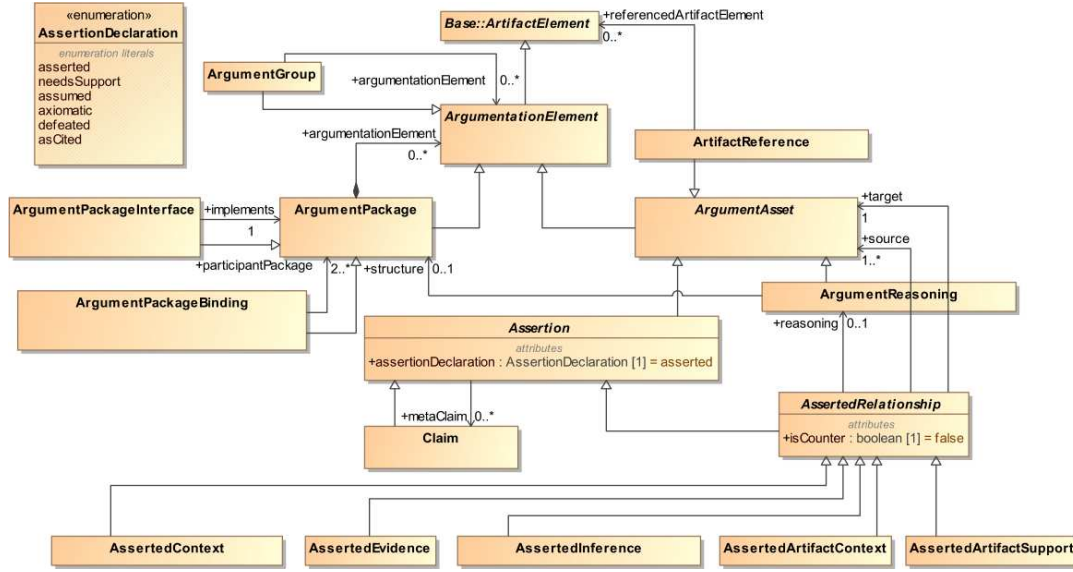 «enumeration»
AssertionDeclaration
enumeration literals
asserted
needsSupport
assumed
axiomatic
defeated
asCited
Base::ArtifactElement
+referencedArtifactElement
0..*
ArgumentGroup
+argumentationElement
0..*
ArgumentationElement
+argumentationElement
0..*
ArtifactReference
ArgumentPackageInterface
+implements
1
ArgumentPackage
ArgumentAsset
+target
1
+source
1..*
+participantPackage
2..*
+structure
0..1
ArgumentPackageBinding
ArgumentReasoning
+reasoning
0..1
Assertion
attributes
+assertionDeclaration : AssertionDeclaration [1] = asserted
+metaClaim
0..*
Claim
AssertedRelationship
attributes
+isCounter : boolean [1] = false
AssertedContext
AssertedEvidence
AssertedInference
AssertedArtifactContext
AssertedArtifactSupport